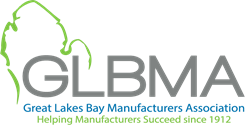 GLBMA
Great Lakes Bay Manufacturers Association
Helping Manufacturers Succeed since 1912